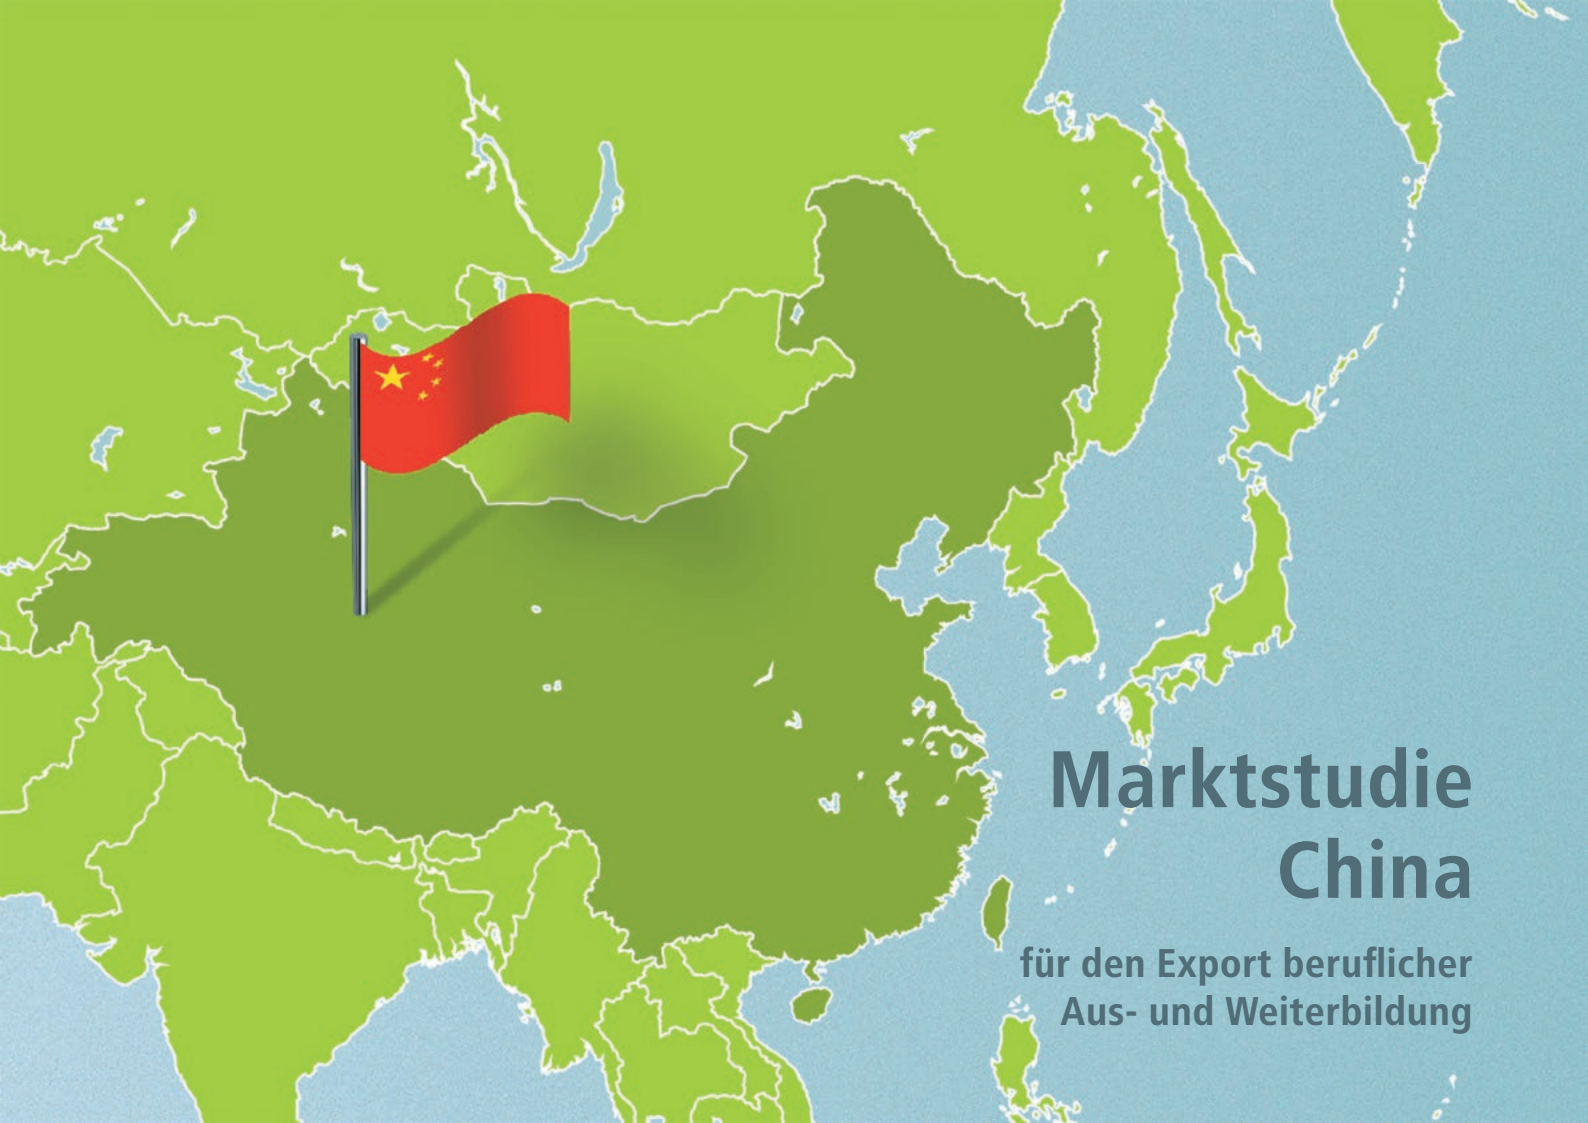 Marktstudie
China
für den Export beruflicher
Aus- und Weiterbildung